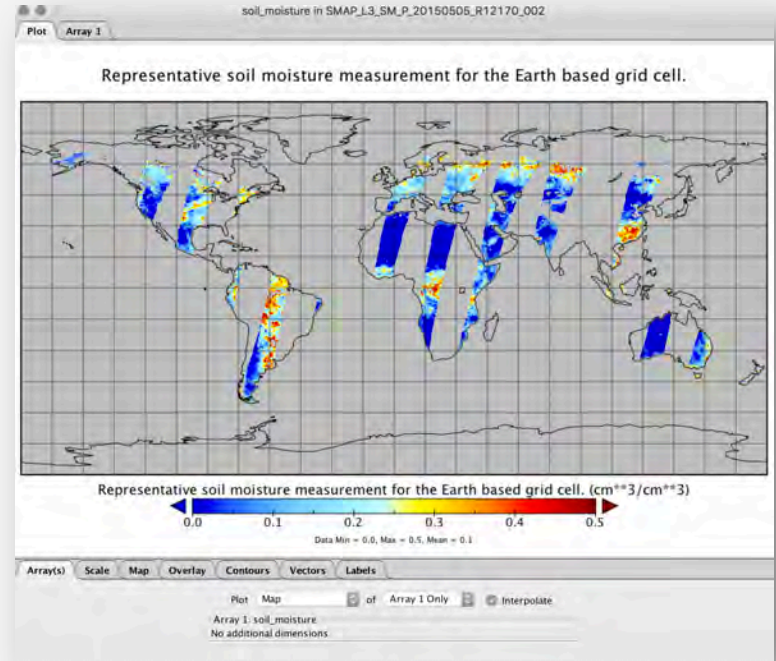 soil_moisture in SMAP_L3_SM_P_20150505_R12170_002
Plot Array 1
Representative soil moisture measurement for the Earth based grid cell.
Representative soil moisture measurement for the Earth based grid cell. (cm**3/cm**3)
0.0 0.1 0.2 0.3 0.4 0.5
Data Min = 0.0, Max = 0.5, Mean = 0.1
Array(s) Scale Map Overlay Contours Vectors Labels
Plot Map of Array 1 Only Interpolate
Array 1: soil_moisture
No additional dimensions